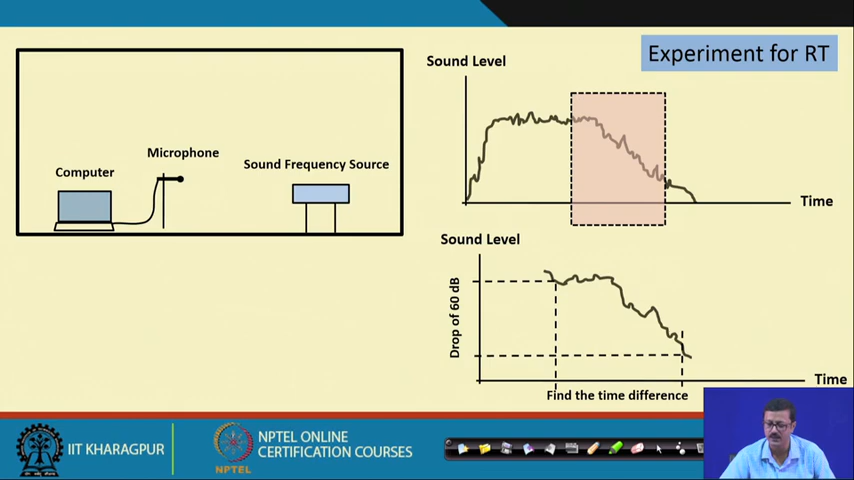 Experiment for RT
Sound Level
Microphone
Computer
Sound Frequency Source
Time
Sound Level
Drop of 60 dB
Time
Find the time difference
IIT KHARAGPUR
NPTEL
NPTEL ONLINE
CERTIFICATION COURSES